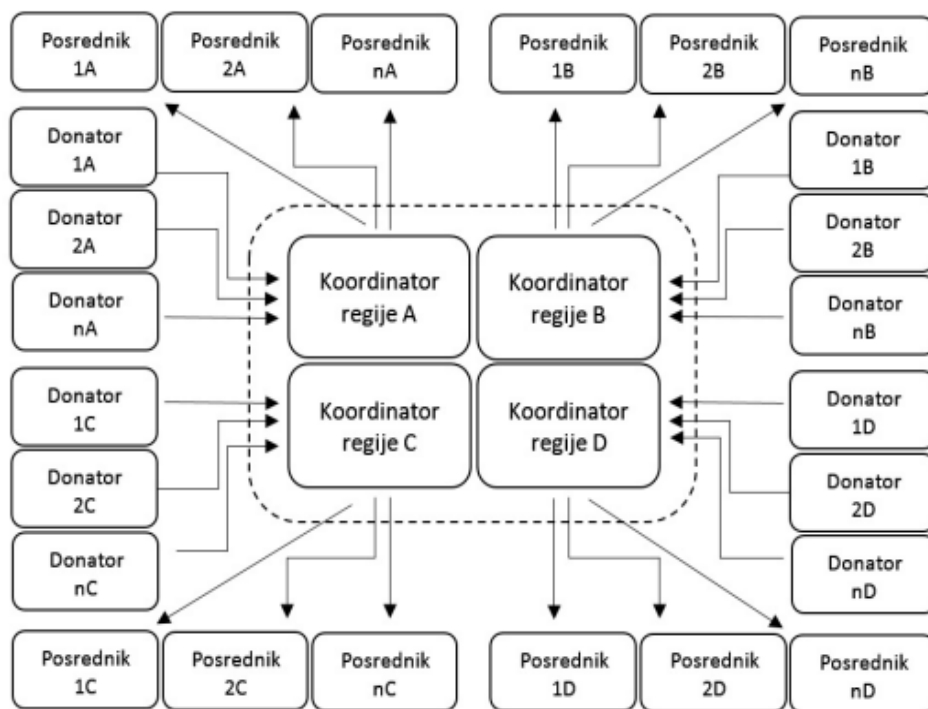 Posrednik
1A
Posrednik
2A
Posrednik
nA
Posrednik
1B
Posrednik
2B
Posrednik
nB
Donator
1A
Donator
2A
Donator
nA
Donator
1B
Donator
2B
Donator
nB
Koordinator
regije A
Koordinator
regije B
Koordinator
regije C
Koordinator
regije D
Donator
1C
Donator
2C
Donator
nC
Donator
1D
Donator
2D
Donator
nD
Posrednik
1C
Posrednik
2C
Posrednik
nC
Posrednik
1D
Posrednik
2D
Posrednik
nD